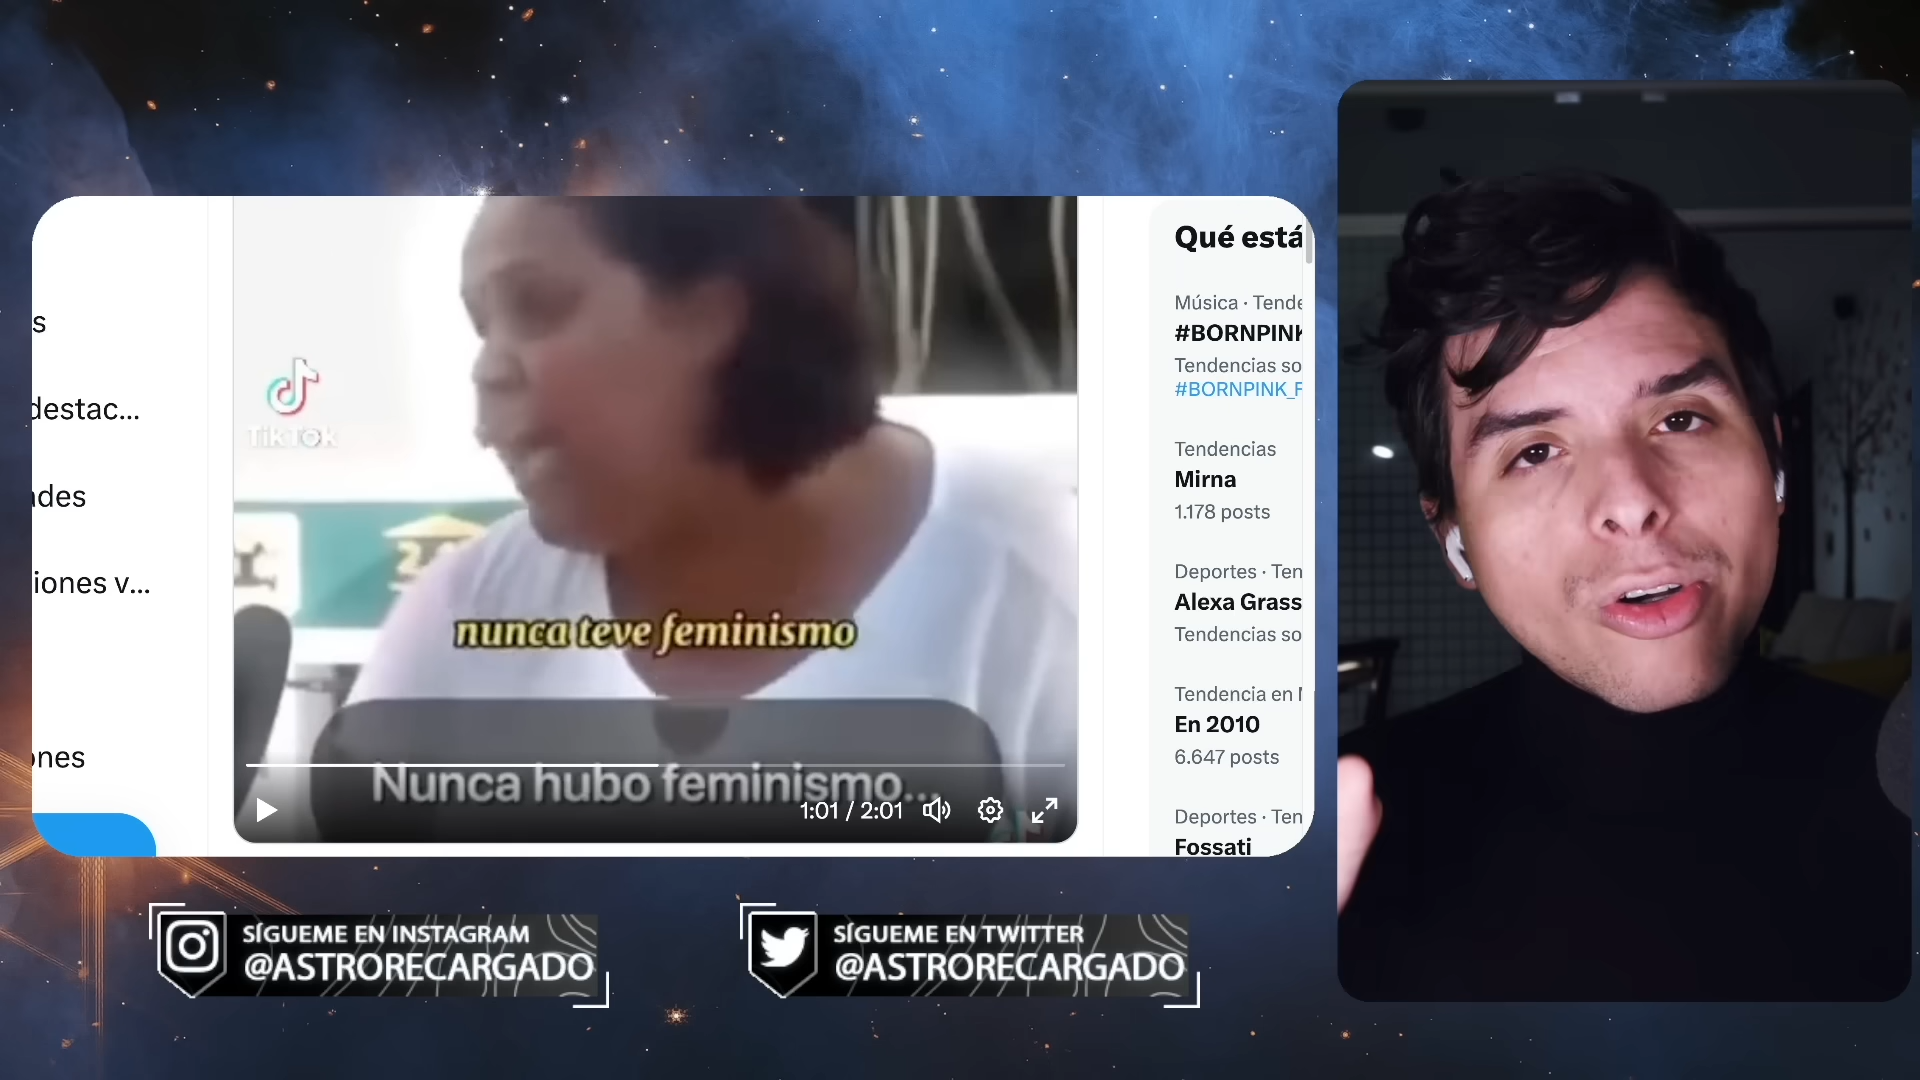 s
destac...
ades
iones v...
ones
TikTok
nunca teve feminismo
Nunca hubo feminismo...
1:01 / 2:01
Qué está
Música · Tende
#BORNPINK
Tendencias so
#BORNPINK_F
Tendencias
Mirna
1.178 posts
Deportes · Ten
Alexa Grass
Tendencias so
Tendencia en
En 2010
6.647 posts
Deportes · Ten
Fossati
SÍGUEME EN INSTAGRAM
@ASTRORECARGADO
SÍGUEME EN TWITTER
@ASTRORECARGADO